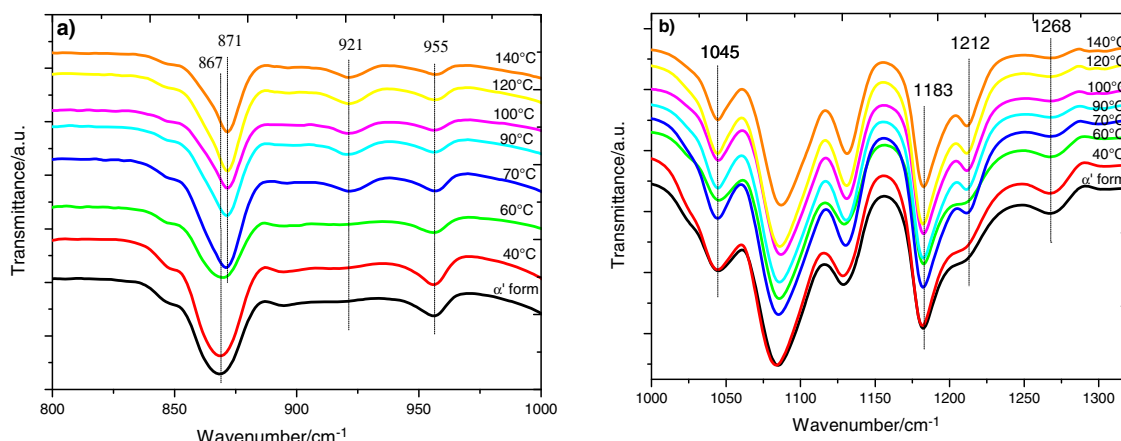 a)
867
871
921
955
140°C
120°C
100°C
90°C
70°C
60°C
40°C
α' form
Transmittance/a.u.
800
850
900
950
1000
Wavenumber/cm⁻¹
b)
1045
1183
1212
1268
140°C
120°C
100°C
90°C
70°C
60°C
40°C
α' form
Transmittance/a.u.
1000
1050
1100
1150
1200
1250
1300
Wavenumber/cm⁻¹